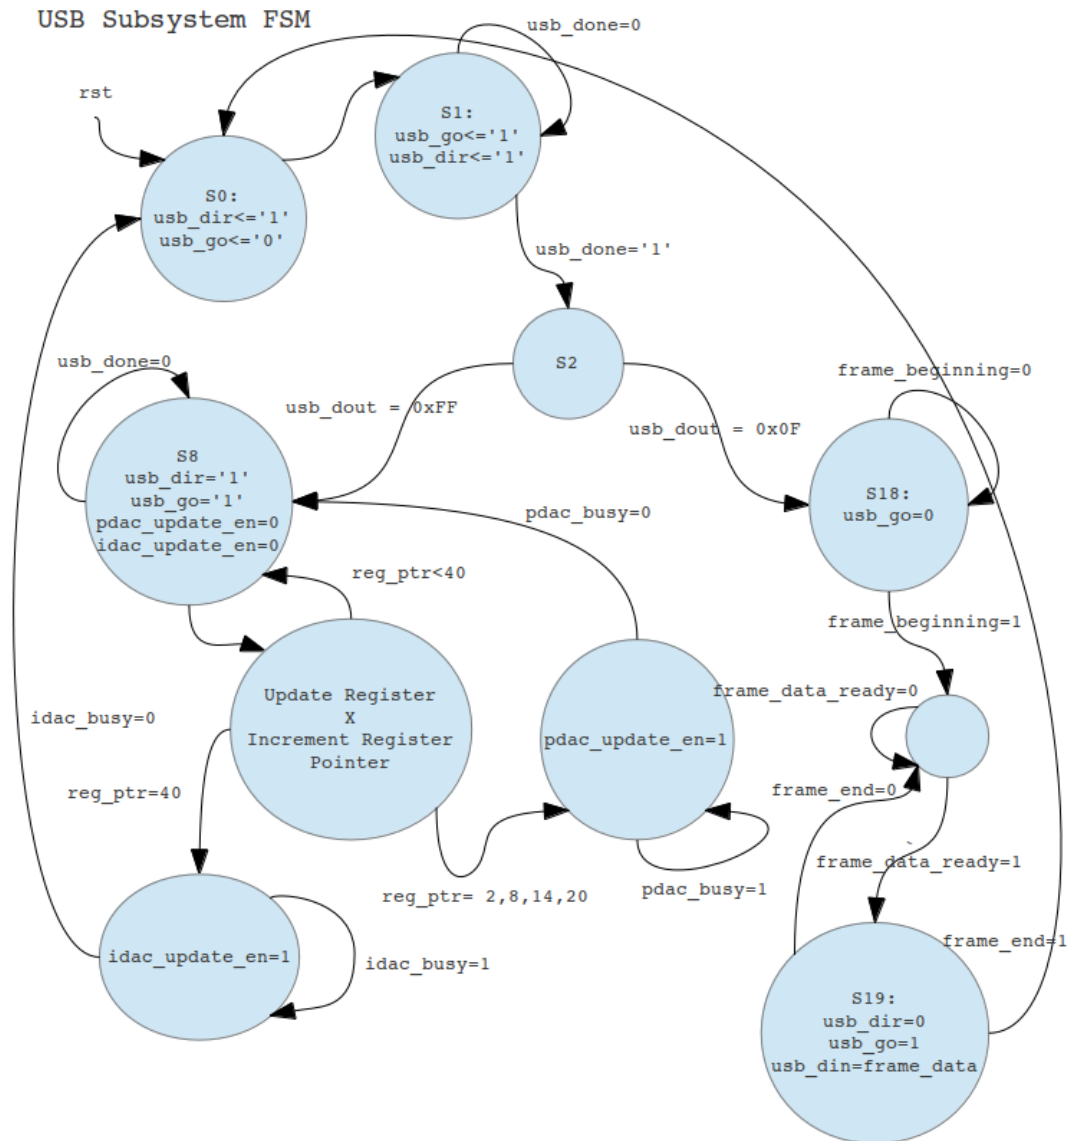 USB Subsystem FSM
usb_done=0
rst
S1:
usb_go<='1'
usb_dir<='1'
S0:
usb_dir<='1'
usb_go<='0'
usb_done='1'
S2
usb_done=0
frame_beginning=0
usb_dout = 0xFF
usb_dout = 0x0F
S8
usb_dir='1'
usb_go='1'
pdac_update_en=0
idac_update_en=0
S18:
usb_go=0
pdac_busy=0
reg_ptr<40
frame_beginning=1
Update Register
X
Increment Register
Pointer
frame_data_ready=0
idac_busy=0
pdac_update_en=1
reg_ptr=40
frame_end=0
frame_data_ready=1
reg_ptr= 2,8,14,20
pdac_busy=1
frame_end=1
idac_update_en=1
idac_busy=1
S19:
usb_dir=0
usb_go=1
usb_din=frame_data